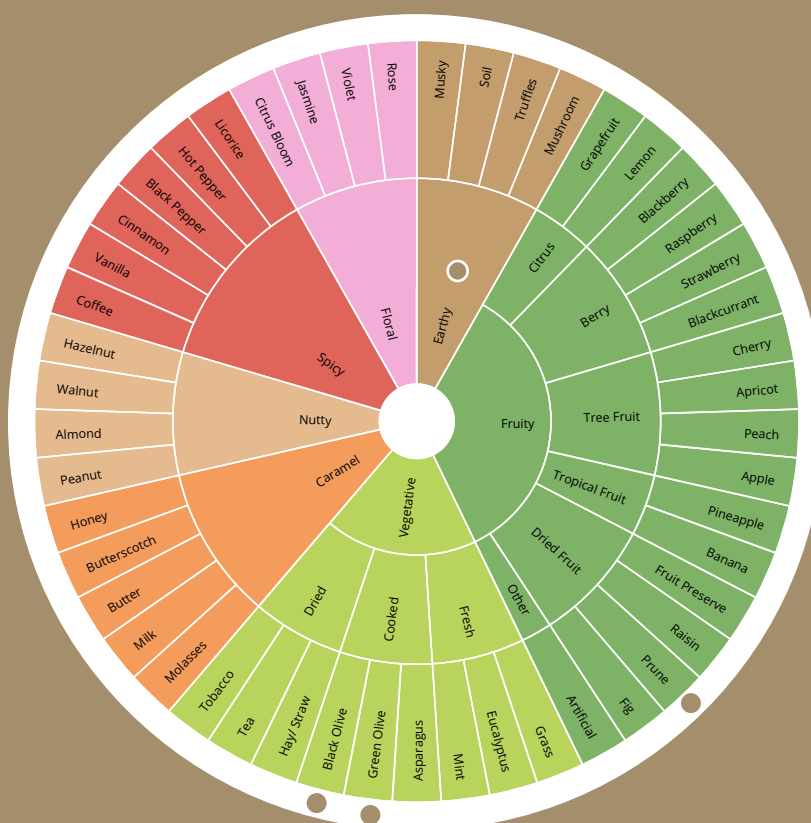 Musky
Soil
Truffles
Mushroom
Grapefruit
Lemon
Blackberry
Raspberry
Strawberry
Blackcurrant
Cherry
Apricot
Peach
Apple
Pineapple
Banana
Fruit Preserve
Raisin
Prune
Fig
Artificial
Grass
Eucalyptus
Mint
Asparagus
Green Olive
Black Olive
Hay/ Straw
Tea
Tobacco
Molasses
Milk
Butter
Butterscotch
Honey
Peanut
Almond
Walnut
Hazelnut
Coffee
Vanilla
Cinnamon
Black Pepper
Hot Pepper
Licorice
Citrus Bloom
Jasmine
Violet
Rose
Citrus
Berry
Tree Fruit
Tropical Fruit
Dried Fruit
Other
Fresh
Cooked
Dried
Earthy
Fruity
Vegetative
Caramel
Nutty
Spicy
Floral